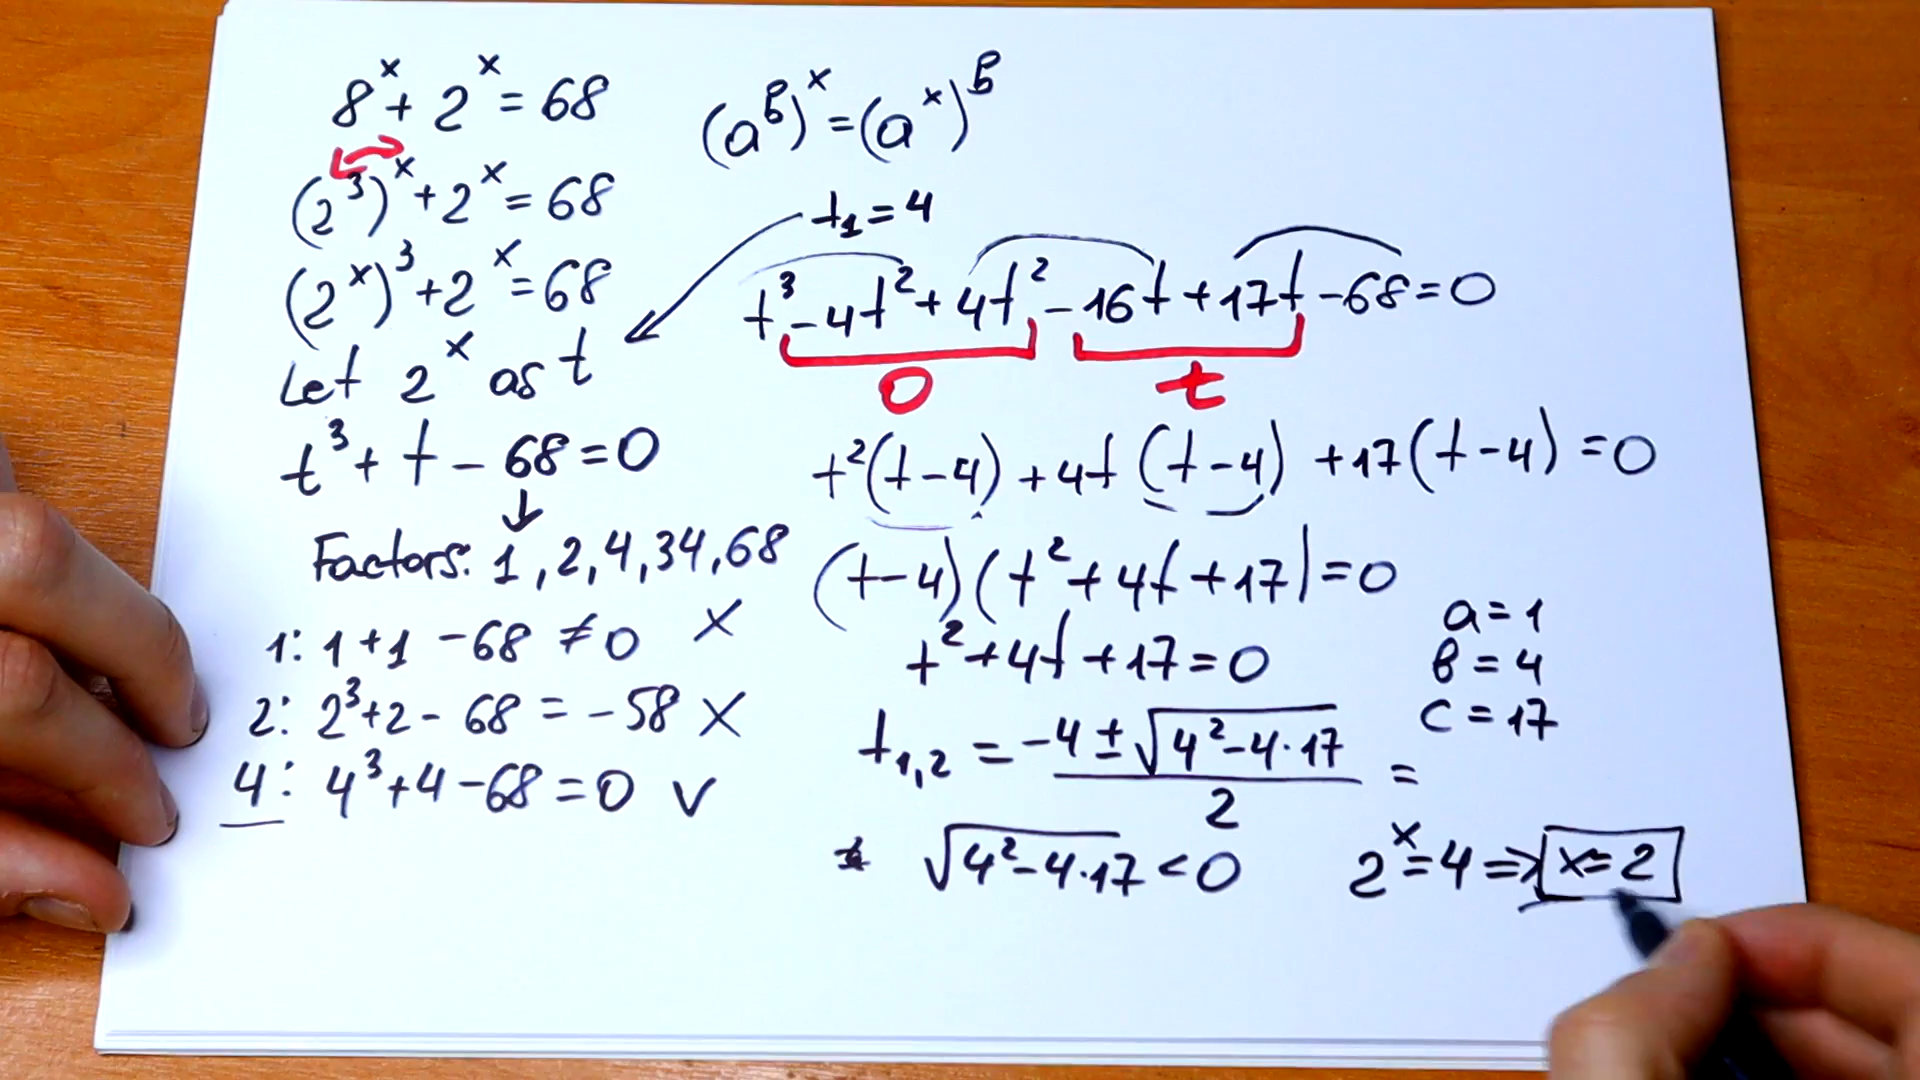 8^x + 2^x = 68
(2^3)^x + 2^x = 68
(2^x)^3 + 2^x = 68
Let 2^x as t
t^3 + t - 68 = 0
↓
Factors: 1, 2, 4, 34, 68
1: 1 + 1 - 68 ≠ 0 X
2: 2^3 + 2 - 68 = -58 X
4: 4^3 + 4 - 68 = 0 v
(a^b)^x = (a^x)^b
t_1 = 4
t^3 - 4t^2 + 4t^2 - 16t + 17t - 68 = 0
0 t
t^2(t-4) + 4t(t-4) + 17(t-4) = 0
(t-4)(t^2 + 4t + 17) = 0
t^2 + 4t + 17 = 0
a = 1
b = 4
c = 17
t_{1,2} = (-4 ± √(4^2 - 4·17))/2 =
√(4^2 - 4·17) < 0
2^x = 4 => x = 2